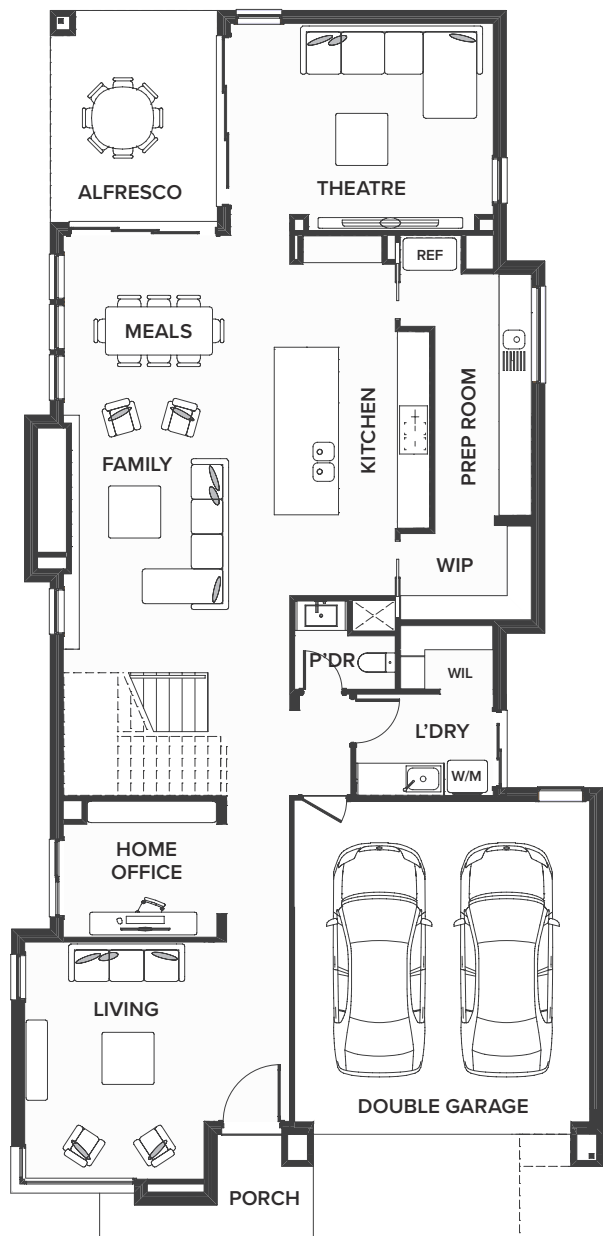 ALFRESCO
THEATRE
REF
MEALS
KITCHEN
PREP ROOM
FAMILY
WIP
P'DR
WIL
L'DRY
W/M
HOME
OFFICE
LIVING
DOUBLE GARAGE
PORCH